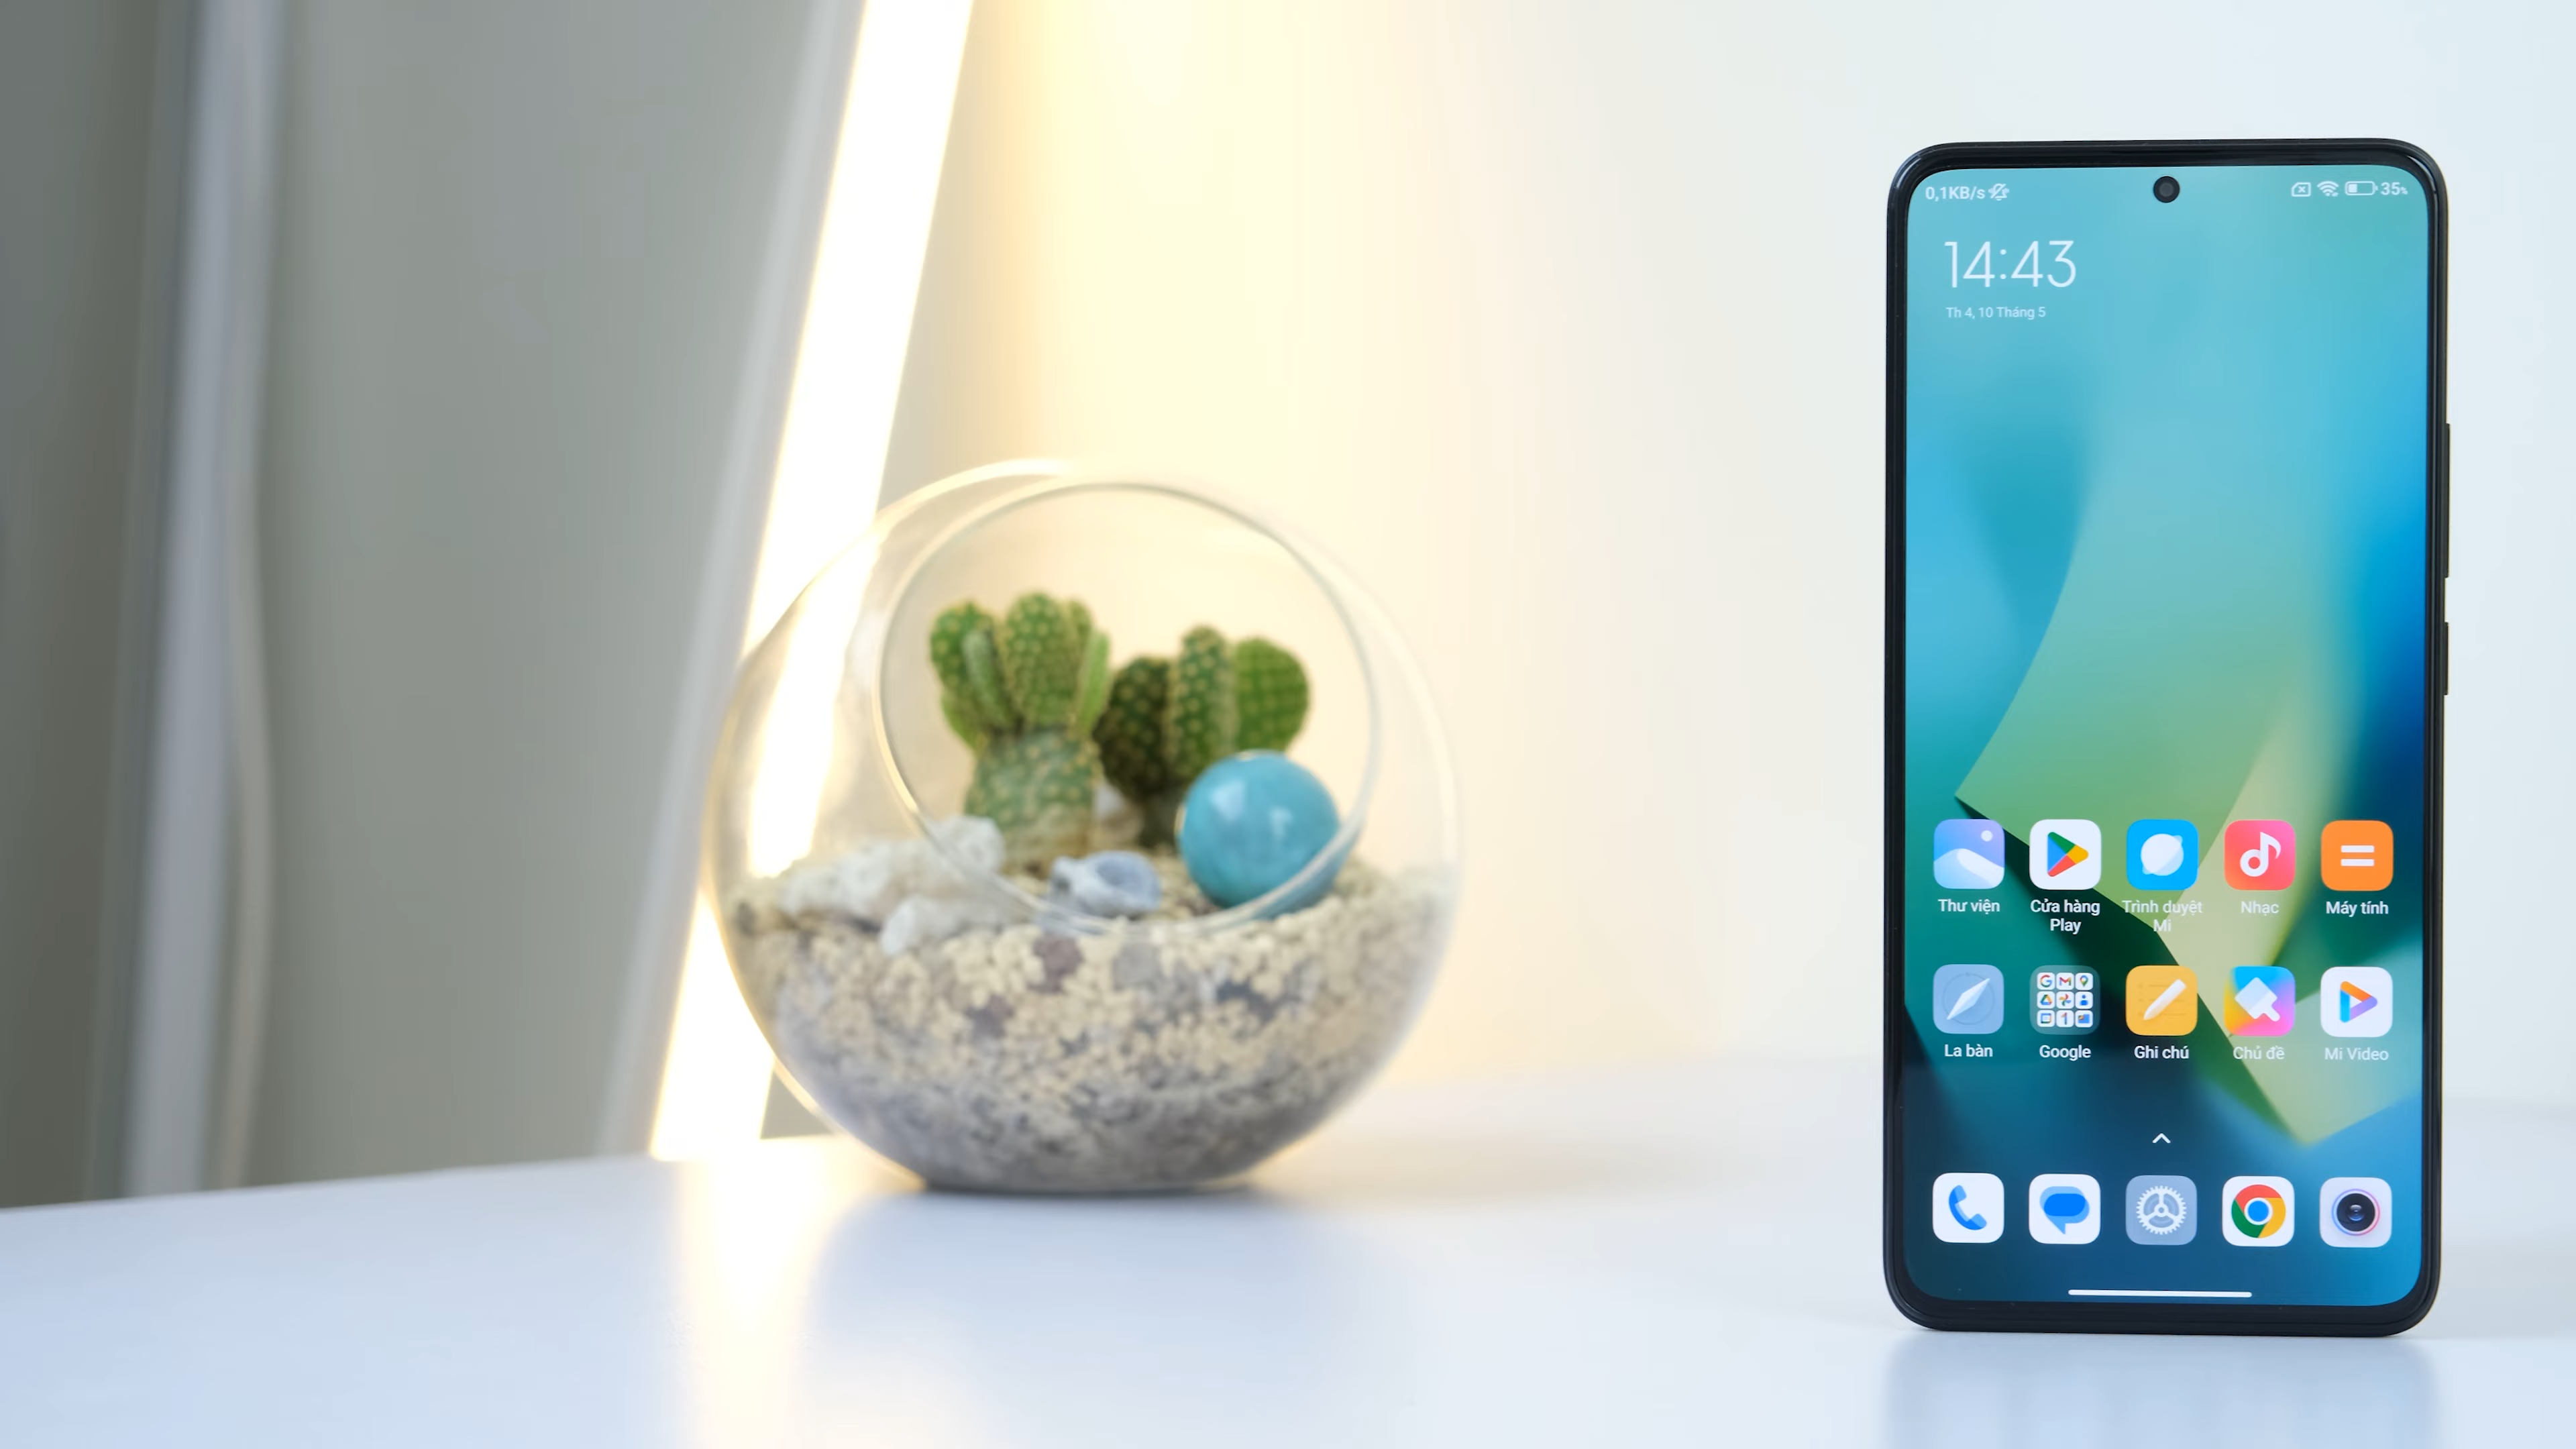 0,1KB/s 35%
14:43
Th 4, 10 Tháng 5
Thư viện Cửa hàng Play Trình duyệt Mi Nhạc Máy tính
La bàn Google Ghi chú Chủ đề Mi Video